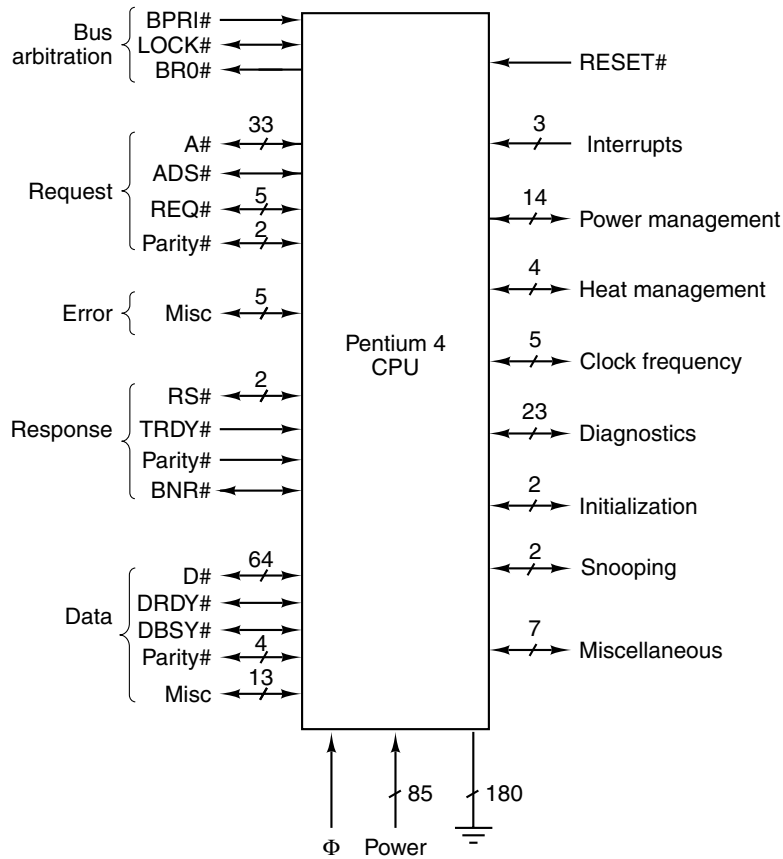 Bus
arbitration
BPRI#
LOCK#
BR0#
Request
A#
33
ADS#
REQ#
5
Parity#
2
Error
Misc
5
Response
RS#
2
TRDY#
Parity#
BNR#
Data
D#
64
DRDY#
DBSY#
Parity#
4
Misc
13
Pentium 4
CPU
RESET#
3
Interrupts
14
Power management
4
Heat management
5
Clock frequency
23
Diagnostics
2
Initialization
2
Snooping
7
Miscellaneous
85
180
Φ
Power